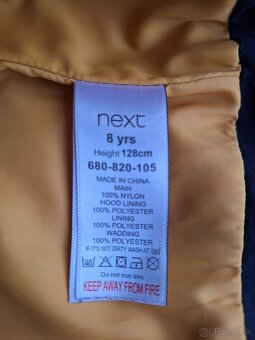 next
8 yrs
Height 128cm
680-820-105
MADE IN CHINA
MAIN
100% NYLON
HOOD LINING
100% POLYESTER
LINING
100% POLYESTER
WADDING
100% POLYESTER
IF IT'S NOT DIRTY WASH AT
40
Do not iron trim
KEEP AWAY FROM FIRE